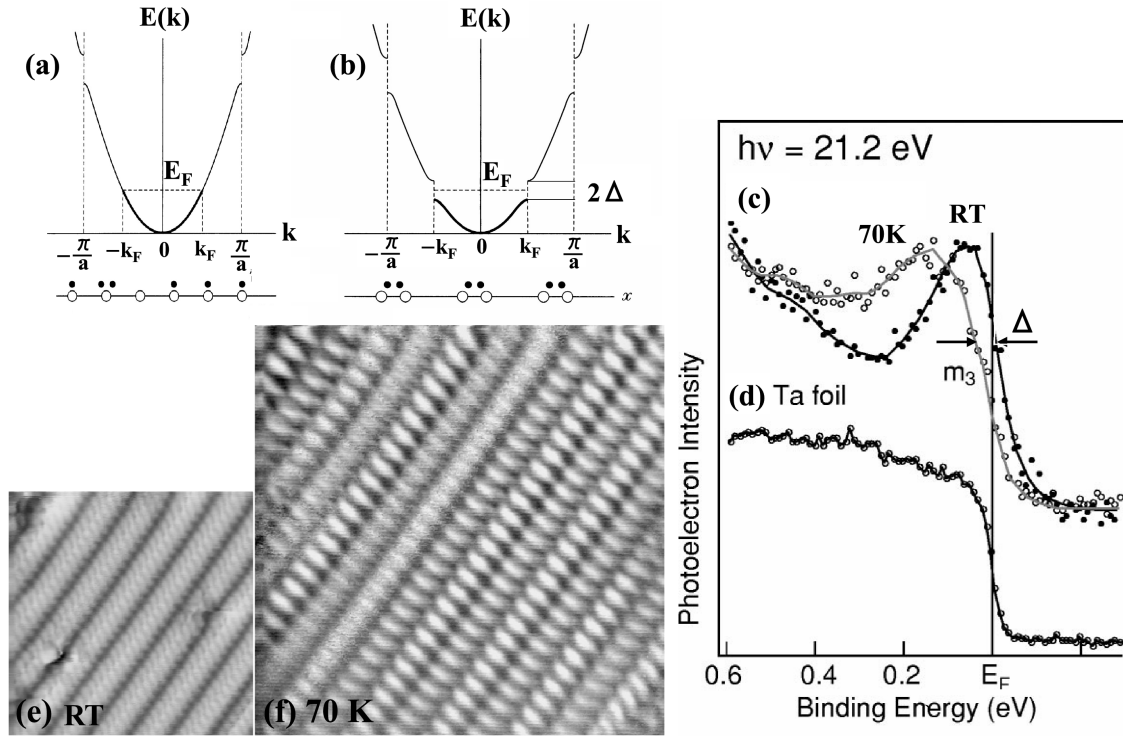 E(k)
(a)
E_F
k
-π/a
-k_F
0
k_F
π/a
E(k)
(b)
E_F
2Δ
k
-π/a
-k_F
0
k_F
π/a
x
hν = 21.2 eV
(c)
RT
70K
Δ
m₃
(d) Ta foil
Photoelectron Intensity
0.6
0.4
0.2
E_F
Binding Energy (eV)
(e) RT
(f) 70 K